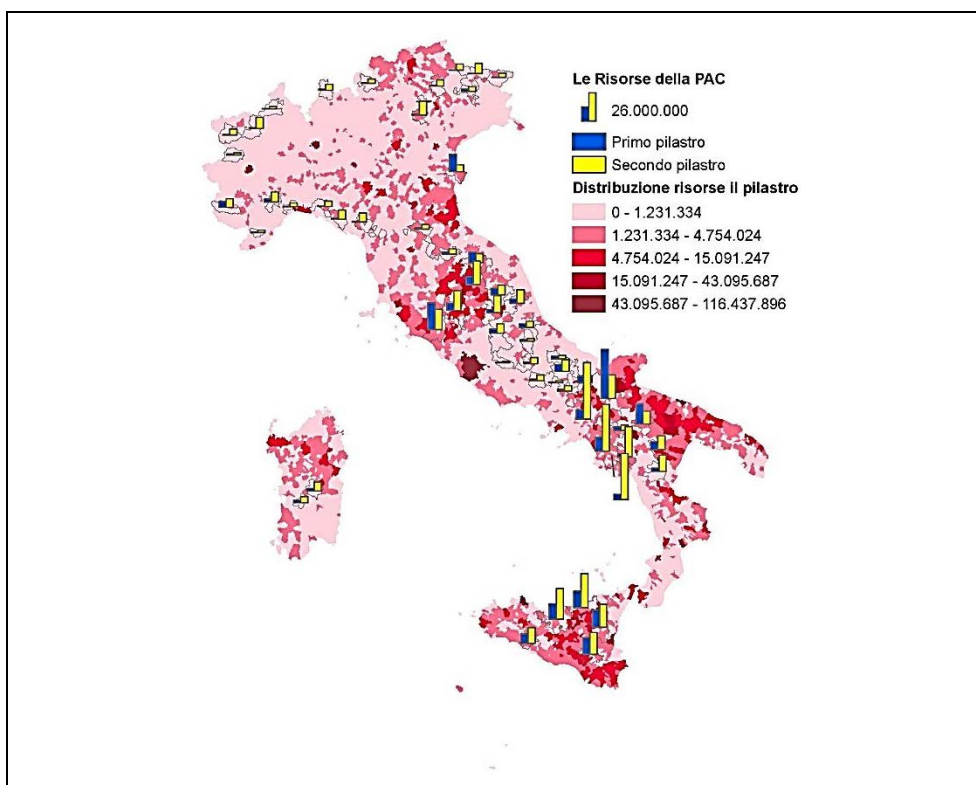 Le Risorse della PAC
26.000.000
Primo pilastro
Secondo pilastro
Distribuzione risorse il pilastro
0 - 1.231.334
1.231.334 - 4.754.024
4.754.024 - 15.091.247
15.091.247 - 43.095.687
43.095.687 - 116.437.896